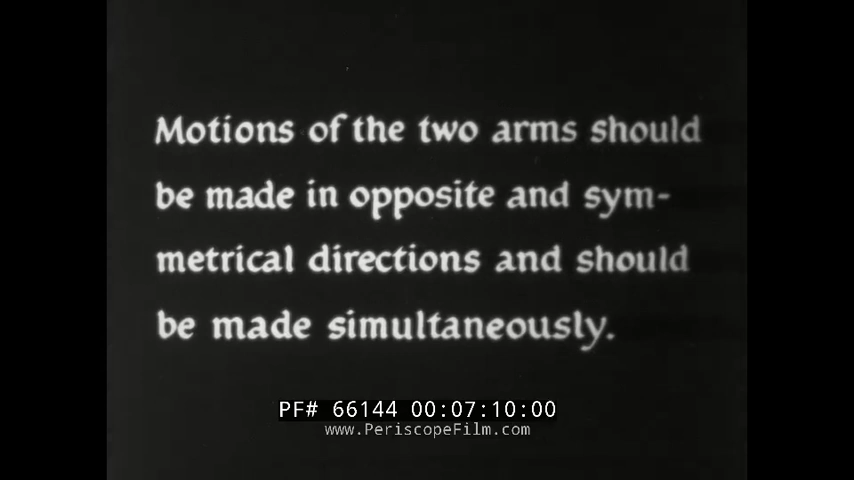 Motions of the two arms should
be made in opposite and sym-
metrical directions and should
be made simultaneously.
PF# 66144 00:07:10:00
www.PeriscopeFilm.com